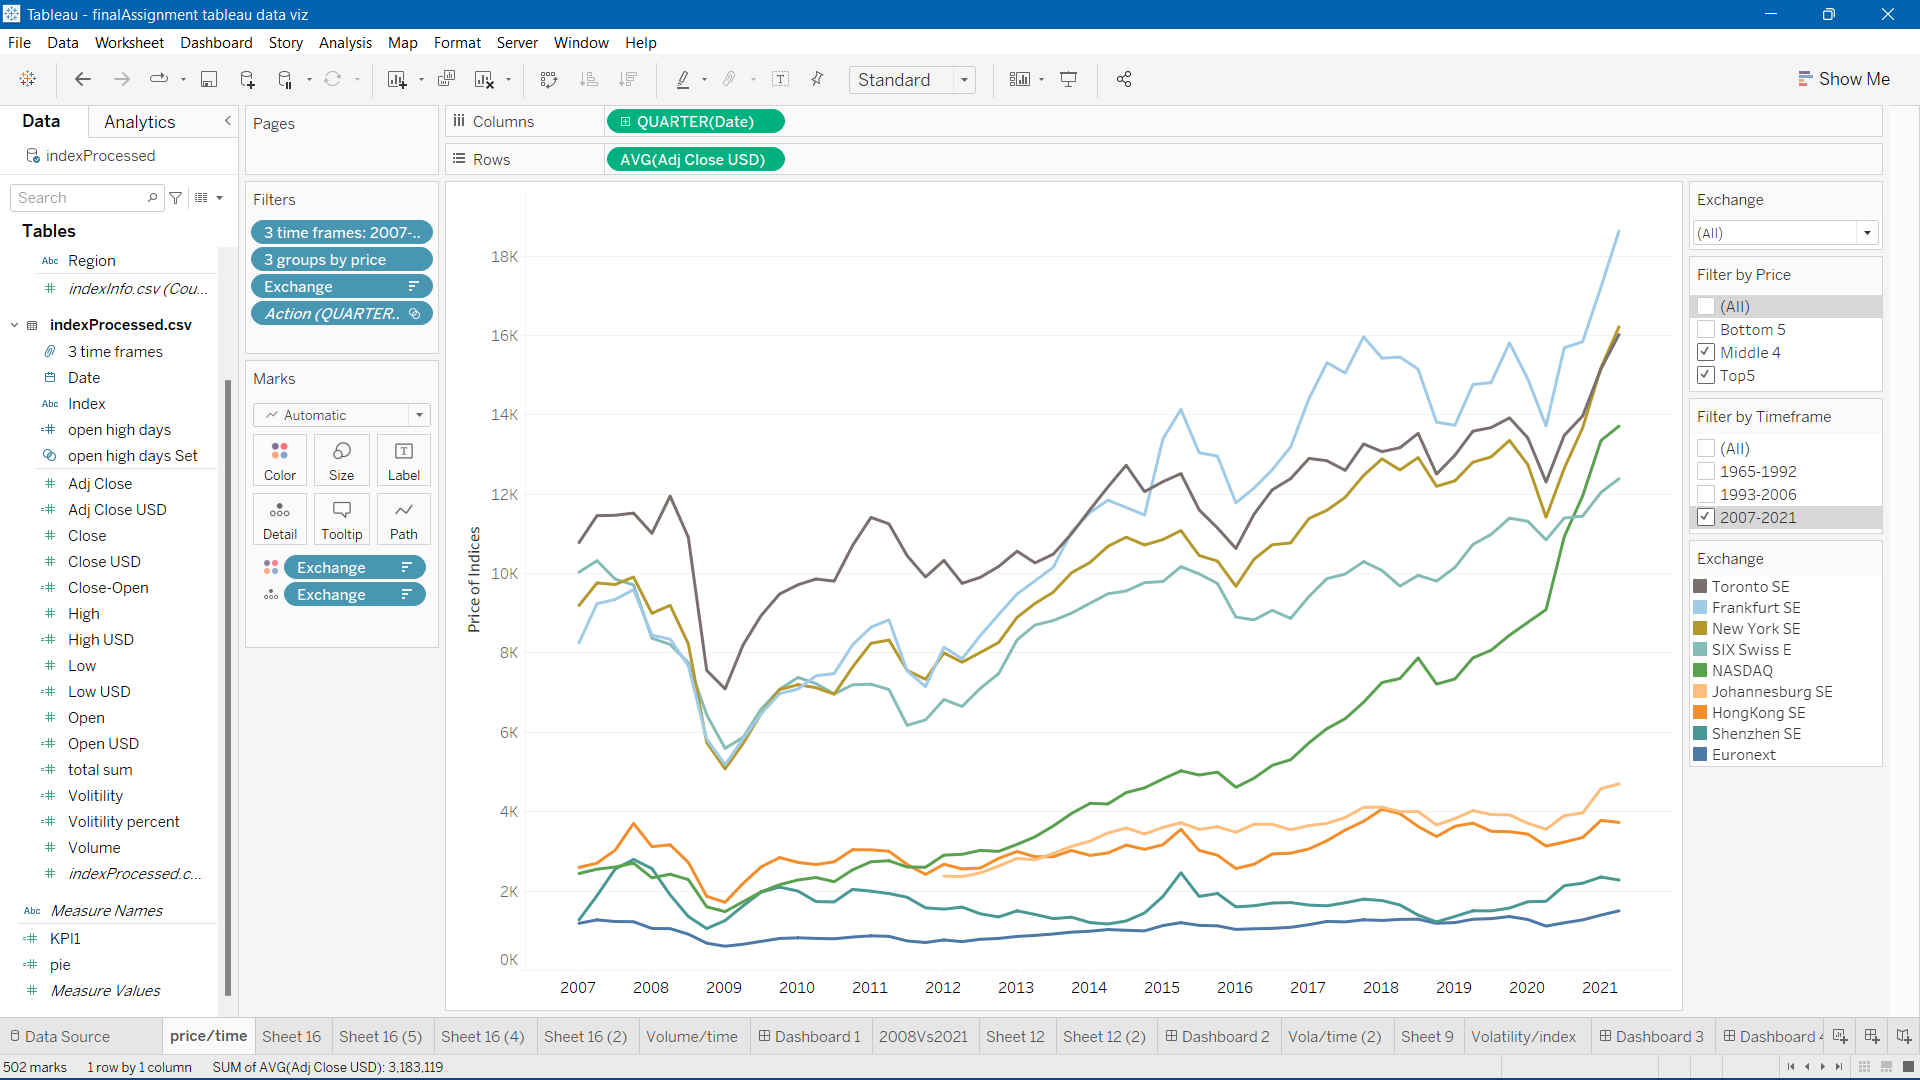 Tableau - finalAssignment tableau data viz
File Data Worksheet Dashboard Story Analysis Map Format Server Window Help
Standard
Show Me
Data Analytics
indexProcessed
Search
Tables
Abc Region
indexInfo.csv (Cou...
indexProcessed.csv
3 time frames
Date
Abc Index
open high days
open high days Set
Adj Close
Adj Close USD
Close
Close USD
Close-Open
High
High USD
Low
Low USD
Open
Open USD
total sum
Volitility
Volitility percent
Volume
indexProcessed.c...
Abc Measure Names
KPI1
pie
Measure Values
Pages
Filters
3 time frames: 2007-..
3 groups by price
Exchange
Action (QUARTER..
Marks
Automatic
Color Size Label
Detail Tooltip Path
Exchange
Exchange
Columns QUARTER(Date)
Rows AVG(Adj Close USD)
Price of Indices
18K
16K
14K
12K
10K
8K
6K
4K
2K
0K
2007 2008 2009 2010 2011 2012 2013 2014 2015 2016 2017 2018 2019 2020 2021
Exchange
(All)
Filter by Price
(All)
Bottom 5
Middle 4
Top5
Filter by Timeframe
(All)
1965-1992
1993-2006
2007-2021
Exchange
Toronto SE
Frankfurt SE
New York SE
SIX Swiss E
NASDAQ
Johannesburg SE
HongKong SE
Shenzhen SE
Euronext
Data Source price/time Sheet 16 Sheet 16 (5) Sheet 16 (4) Sheet 16 (2) Volume/time Dashboard 1 2008Vs2021 Sheet 12 Sheet 12 (2) Dashboard 2 Vola/time (2) Sheet 9 Volatility/index Dashboard 3 Dashboard 4
502 marks 1 row by 1 column SUM of AVG(Adj Close USD): 3,183,119